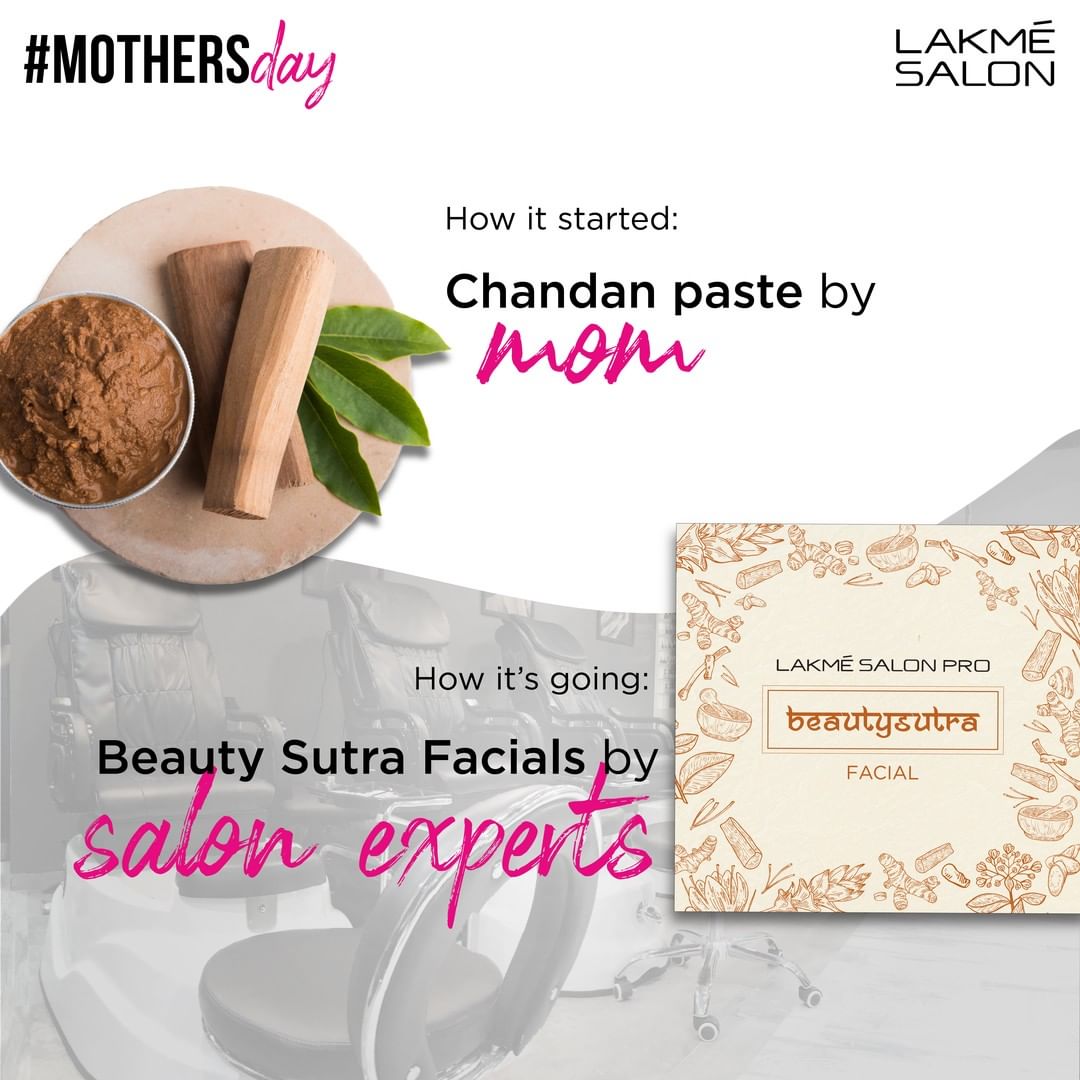 #MOTHERSday
LAKMÉ
SALON
How it started:
Chandan paste by
mom
How it's going:
Beauty Sutra Facials by
salon experts
LAKMÉ SALON PRO
beautysutra
FACIAL